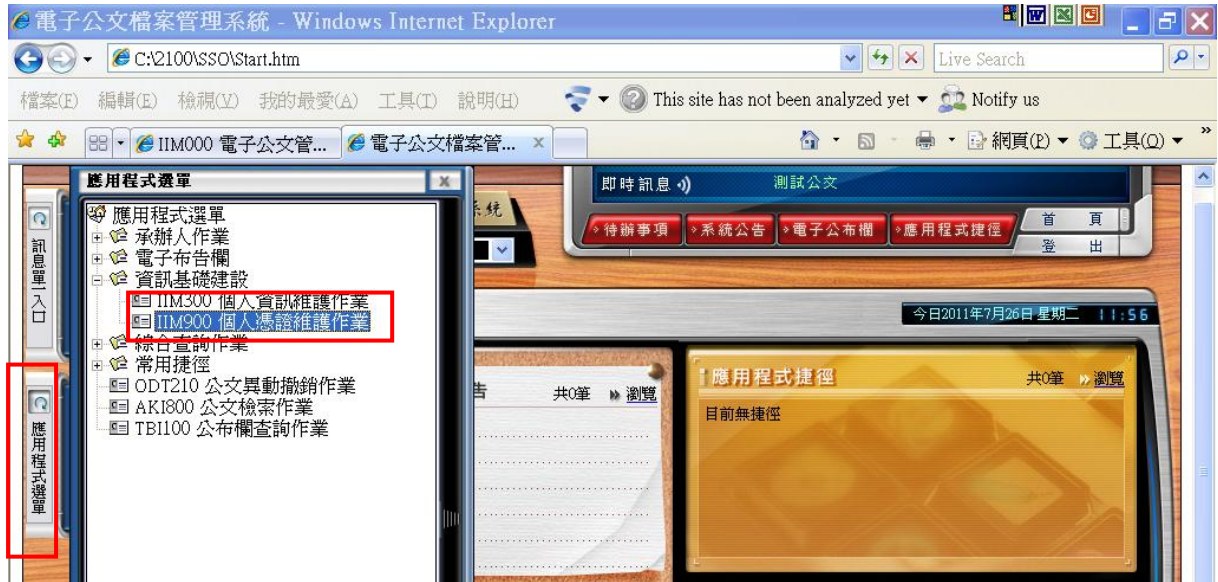 電子公文檔案管理系統 - Windows Internet Explorer
C:\2100\SSO\Start.htm
Live Search
檔案(F) 編輯(E) 檢視(V) 我的最愛(A) 工具(T) 說明(H)
This site has not been analyzed yet
Notify us
IIM000 電子公文管...
電子公文檔案管...
網頁(P)
工具(O)
應用程式選單
即時訊息
測試公文
系統
訊息單一入口
應用程式選單
承辦人作業
電子布告欄
資訊基礎建設
IIM300 個人資訊維護作業
IIM900 個人憑證維護作業
綜合查詢作業
常用捷徑
ODT210 公文異動撤銷作業
AKI800 公文檢索作業
TBI100 公布欄查詢作業
應用程式選單
待辦事項
系統公告
電子公布欄
應用程式捷徑
首 頁
登 出
今日2011年7月26日 星期二 11:56
告 共0筆 瀏覽
應用程式捷徑 共0筆 瀏覽
目前無捷徑